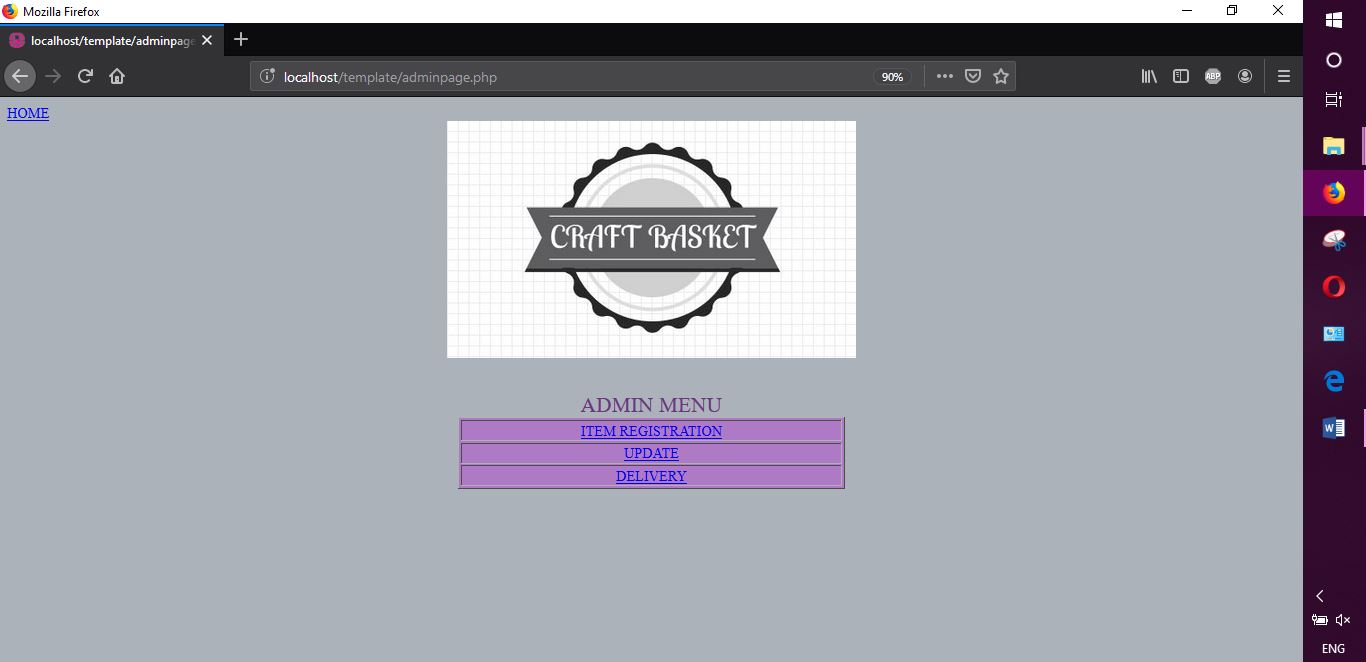 Mozilla Firefox
localhost/template/adminpage
localhost/template/adminpage.php
90%
ABP
HOME
CRAFT BASKET
ADMIN MENU
ITEM REGISTRATION
UPDATE
DELIVERY
W
ENG